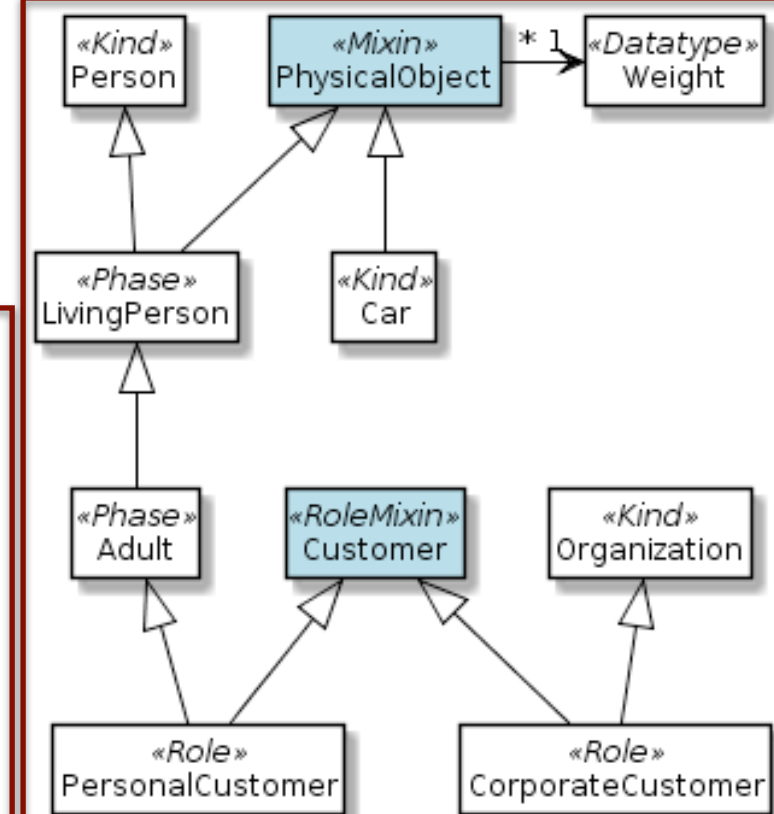 «Kind»
Person
«Mixin»
PhysicalObject
* 1
«Datatype»
Weight
«Phase»
LivingPerson
«Kind»
Car
«Phase»
Adult
«RoleMixin»
Customer
«Kind»
Organization
«Role»
PersonalCustomer
«Role»
CorporateCustomer